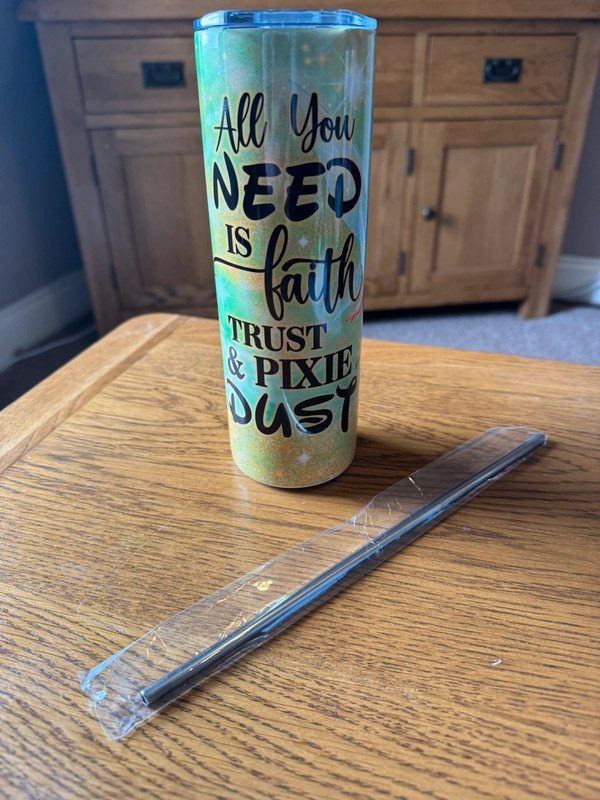 All You
NEED
IS faith
TRUST
& PIXIE
DUST